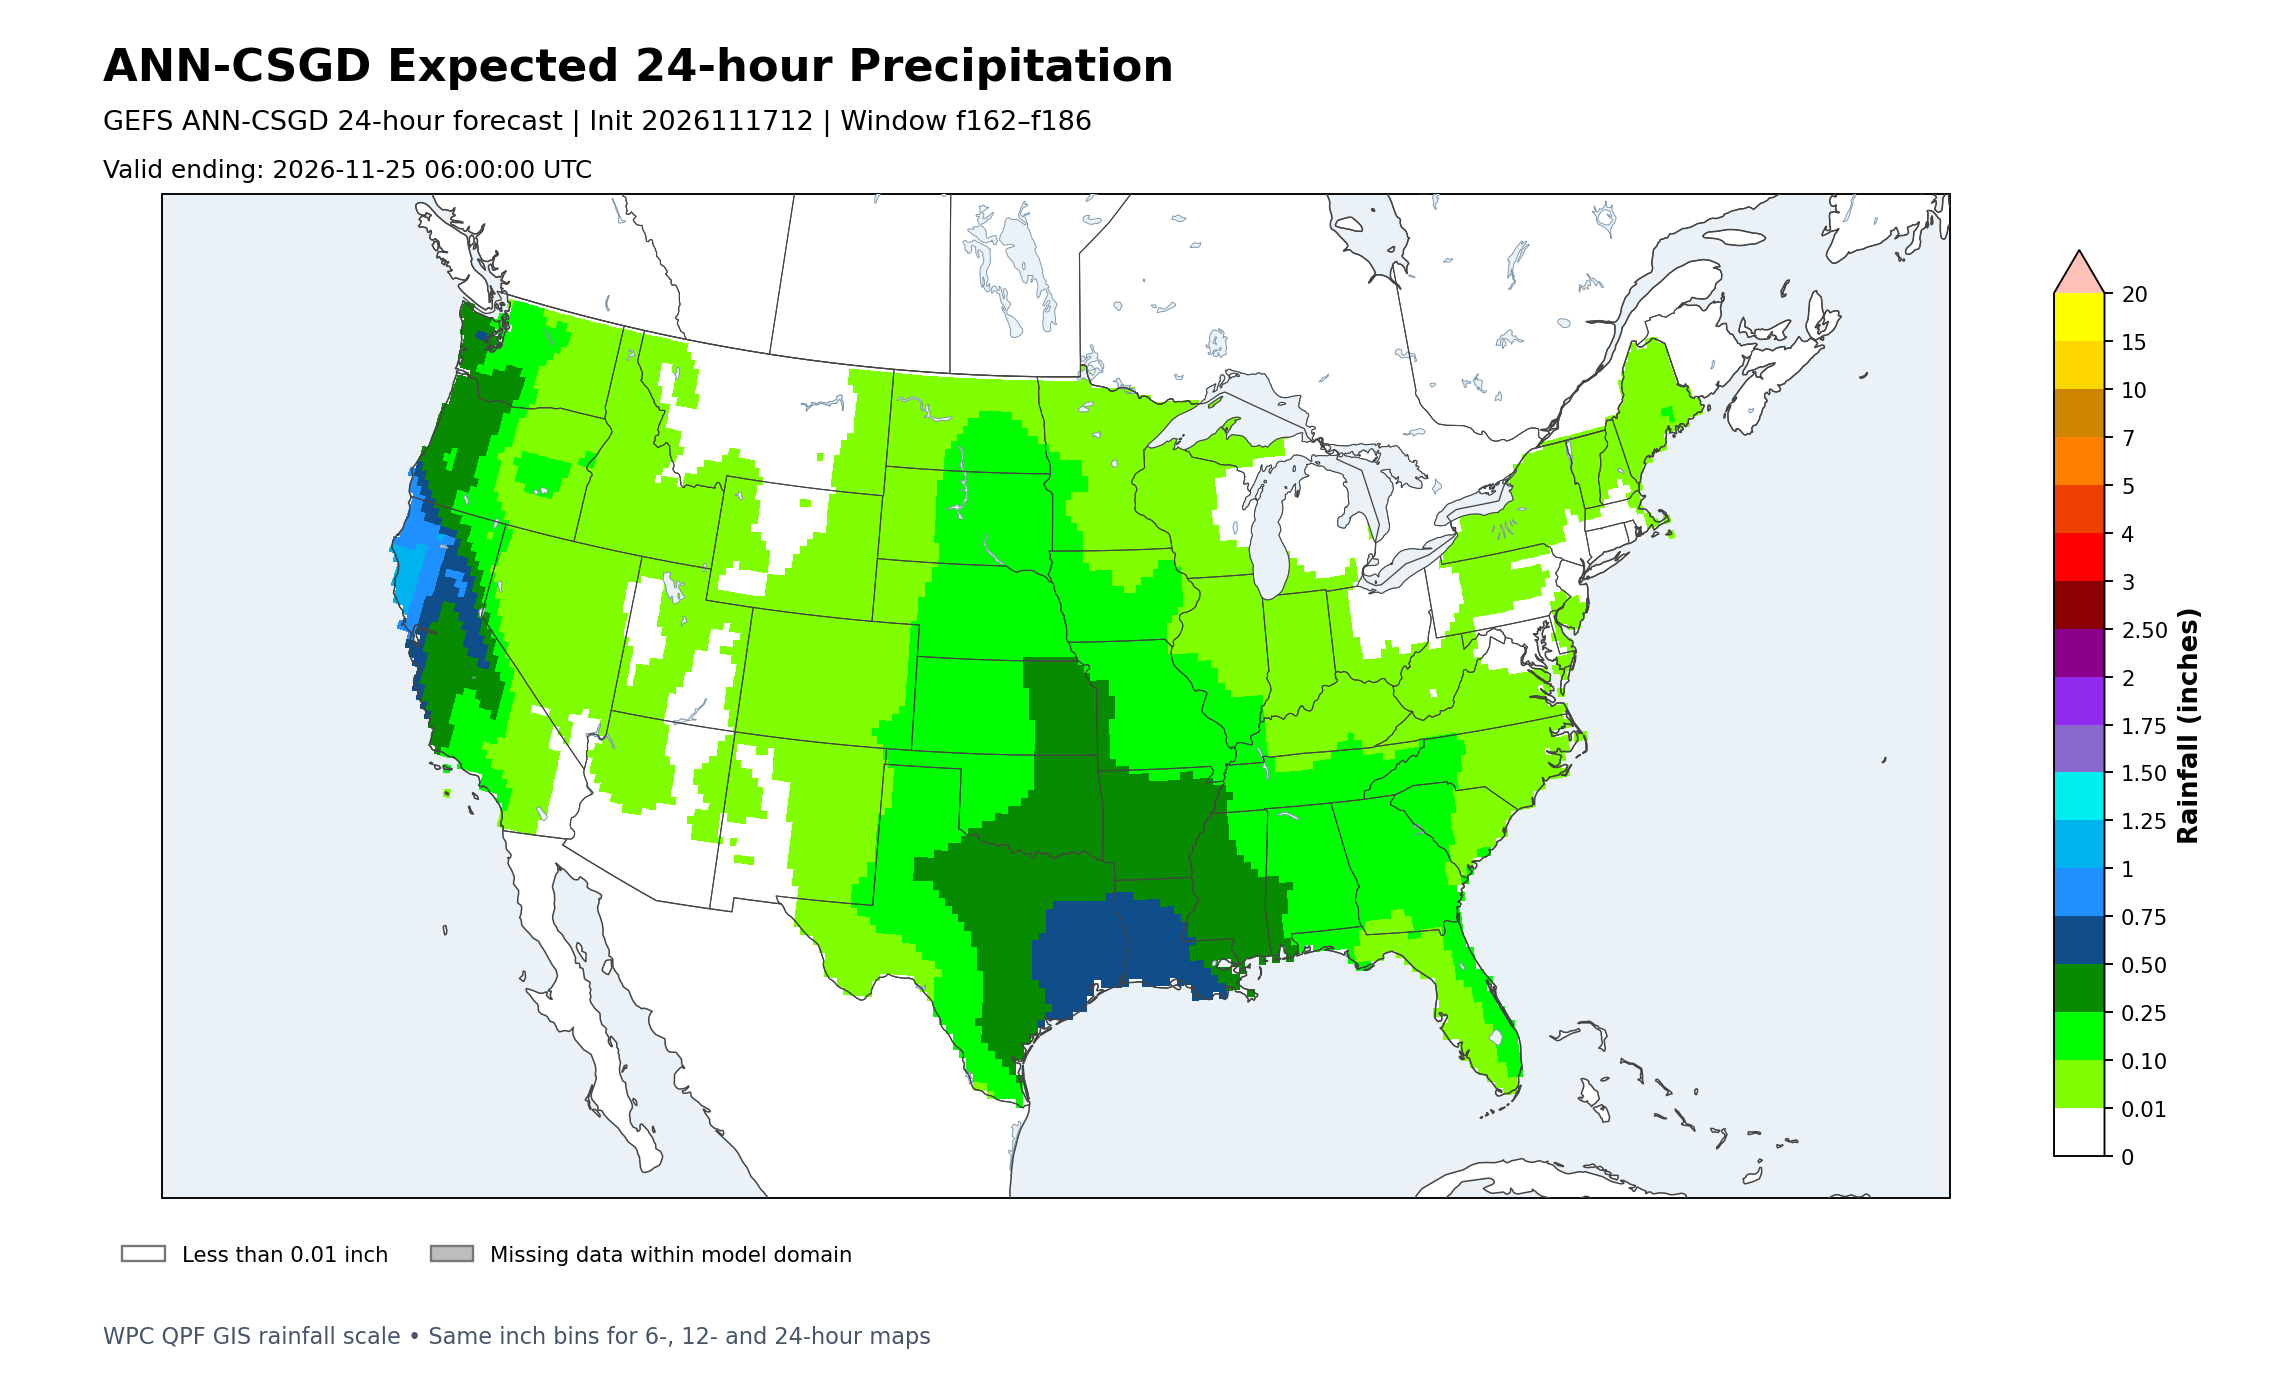 ANN-CSGD Expected 24-hour Precipitation
GEFS ANN-CSGD 24-hour forecast | Init 2026111712 | Window f162–f186
Valid ending: 2026-11-25 06:00:00 UTC
20
15
10
7
5
4
3
2.50
2
1.75
1.50
1.25
1
0.75
0.50
0.25
0.10
0.01
0
Rainfall (inches)
Less than 0.01 inch
Missing data within model domain
WPC QPF GIS rainfall scale • Same inch bins for 6-, 12- and 24-hour maps